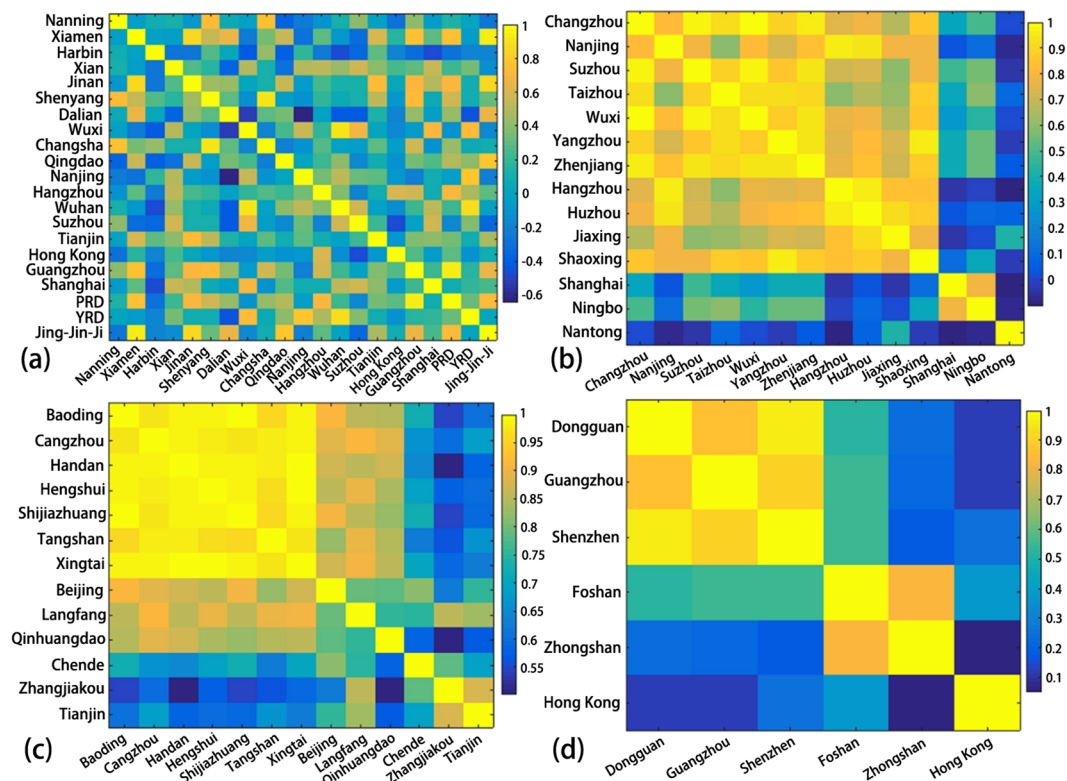 Nanning
Xiamen
Harbin
Xian
Jinan
Shenyang
Dalian
Wuxi
Changsha
Qingdao
Nanjing
Hangzhou
Wuhan
Suzhou
Tianjin
Hong Kong
Guangzhou
Shanghai
PRD
YRD
Jing-Jin-Ji
1
0.8
0.6
0.4
0.2
0
-0.2
-0.4
-0.6
(a)
Nanning Xiamen Harbin Xian Jinan Shenyang Dalian Wuxi Changsha Qingdao Nanjing Hangzhou Wuhan Suzhou Tianjin Hong Kong Guangzhou Shanghai PRD YRD Jing-Jin-Ji
Changzhou
Nanjing
Suzhou
Taizhou
Wuxi
Yangzhou
Zhenjiang
Hangzhou
Huzhou
Jiaxing
Shaoxing
Shanghai
Ningbo
Nantong
1
0.9
0.8
0.7
0.6
0.5
0.4
0.3
0.2
0.1
0
(b)
Changzhou Nanjing Suzhou Taizhou Wuxi Yangzhou Zhenjiang Hangzhou Huzhou Jiaxing Shaoxing Shanghai Ningbo Nantong
Baoding
Cangzhou
Handan
Hengshui
Shijiazhuang
Tangshan
Xingtai
Beijing
Langfang
Qinhuangdao
Chende
Zhangjiakou
Tianjin
1
0.95
0.9
0.85
0.8
0.75
0.7
0.65
0.6
0.55
(c)
Baoding Cangzhou Handan Hengshui Shijiazhuang Tangshan Xingtai Beijing Langfang Qinhuangdao Chende Zhangjiakou Tianjin
Dongguan
Guangzhou
Shenzhen
Foshan
Zhongshan
Hong Kong
1
0.9
0.8
0.7
0.6
0.5
0.4
0.3
0.2
0.1
(d)
Dongguan Guangzhou Shenzhen Foshan Zhongshan Hong Kong